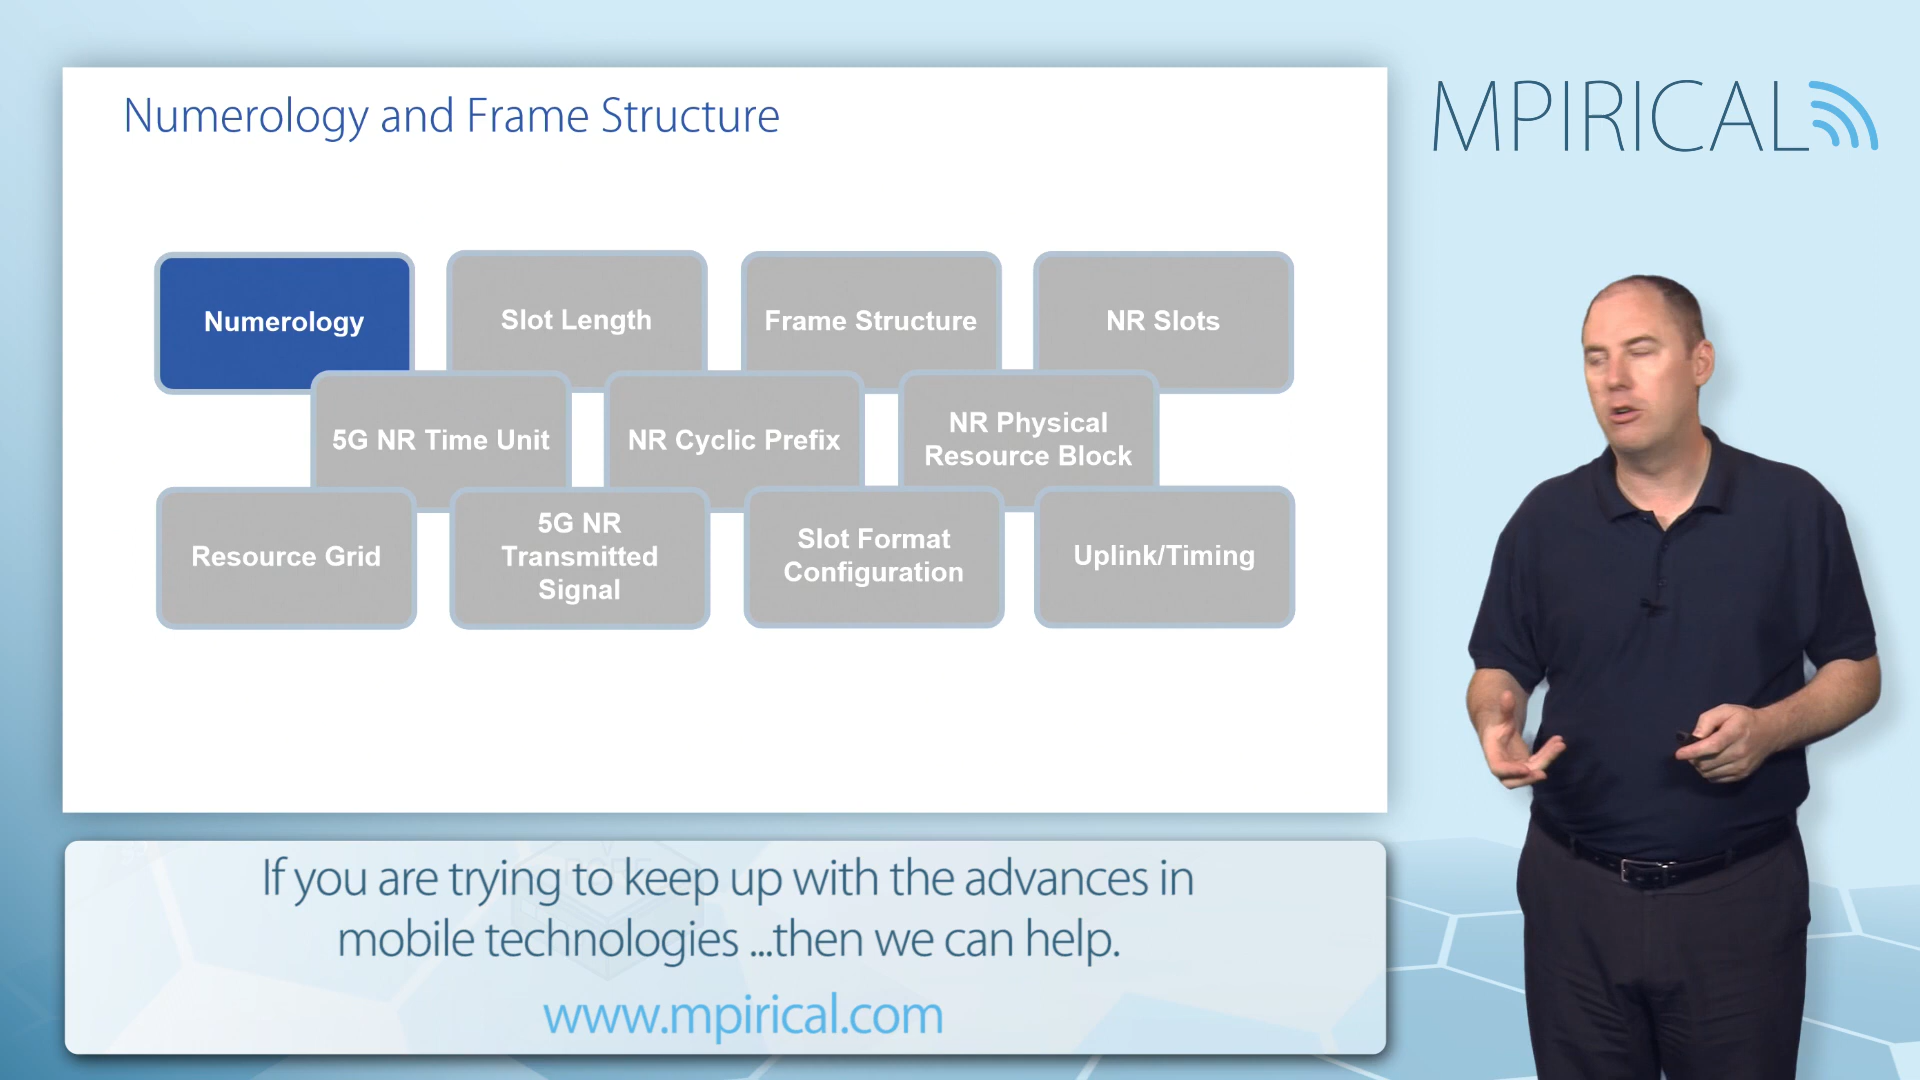 Numerology and Frame Structure
MPIRICAL
Numerology
Slot Length
Frame Structure
NR Slots
5G NR Time Unit
NR Cyclic Prefix
NR Physical
Resource Block
Resource Grid
5G NR
Transmitted
Signal
Slot Format
Configuration
Uplink/Timing
If you are trying to keep up with the advances in
mobile technologies ...then we can help.
www.mpirical.com